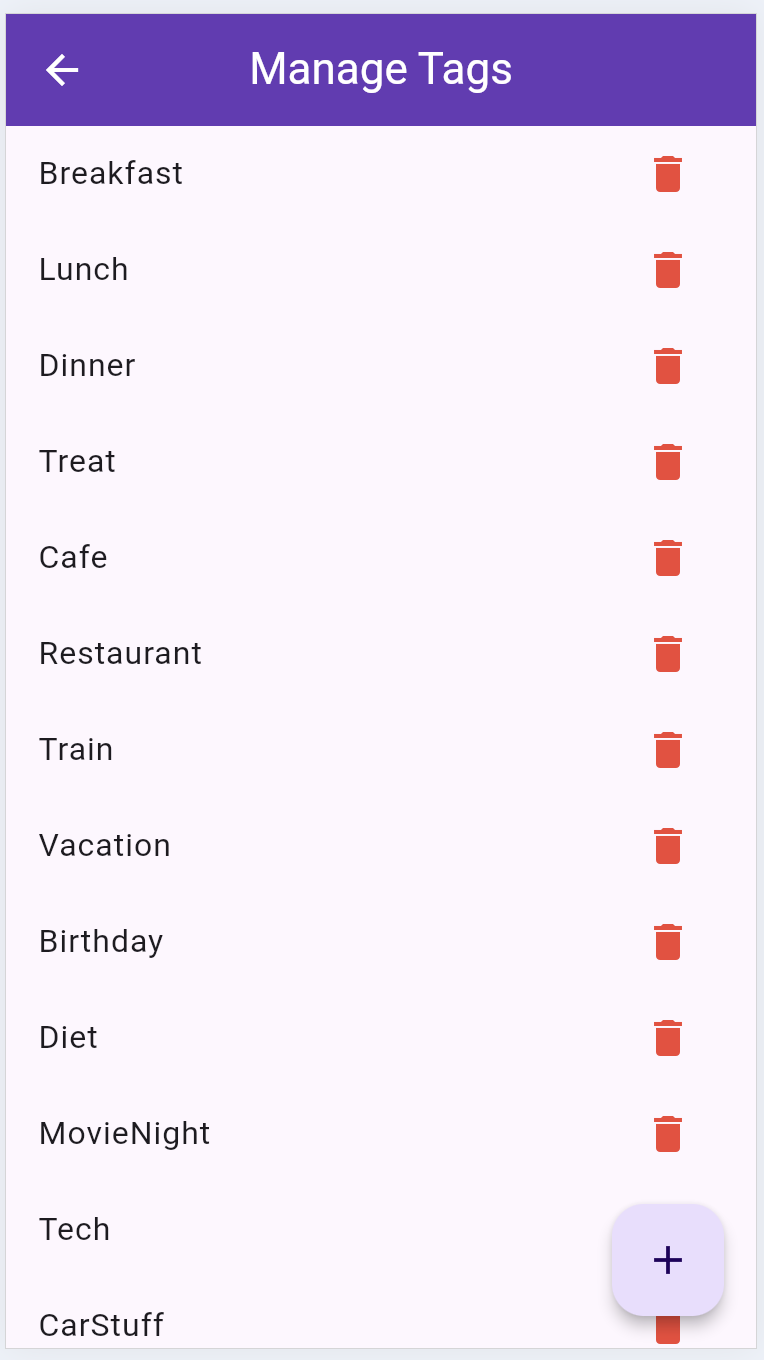 Manage Tags
Breakfast
Lunch
Dinner
Treat
Cafe
Restaurant
Train
Vacation
Birthday
Diet
MovieNight
Tech
CarStuff